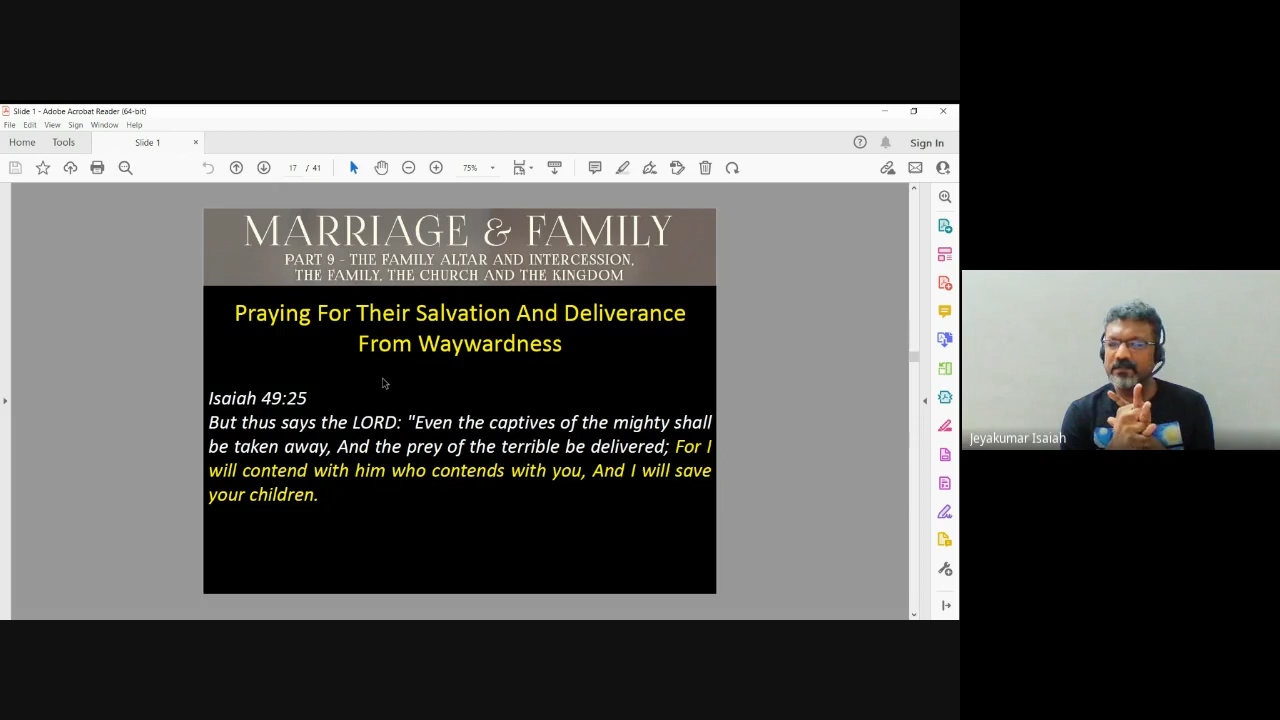 Slide 1 - Adobe Acrobat Reader (64-bit)
File Edit View Sign Window Help
Home Tools Slide 1 × Sign In
17 / 41 75%
MARRIAGE & FAMILY
PART 9 - THE FAMILY ALTAR AND INTERCESSION,
THE FAMILY, THE CHURCH AND THE KINGDOM
Praying For Their Salvation And Deliverance
From Waywardness
Isaiah 49:25
But thus says the LORD: "Even the captives of the mighty shall
be taken away, And the prey of the terrible be delivered; For I
will contend with him who contends with you, And I will save
your children.
Jeyakumar Isaiah